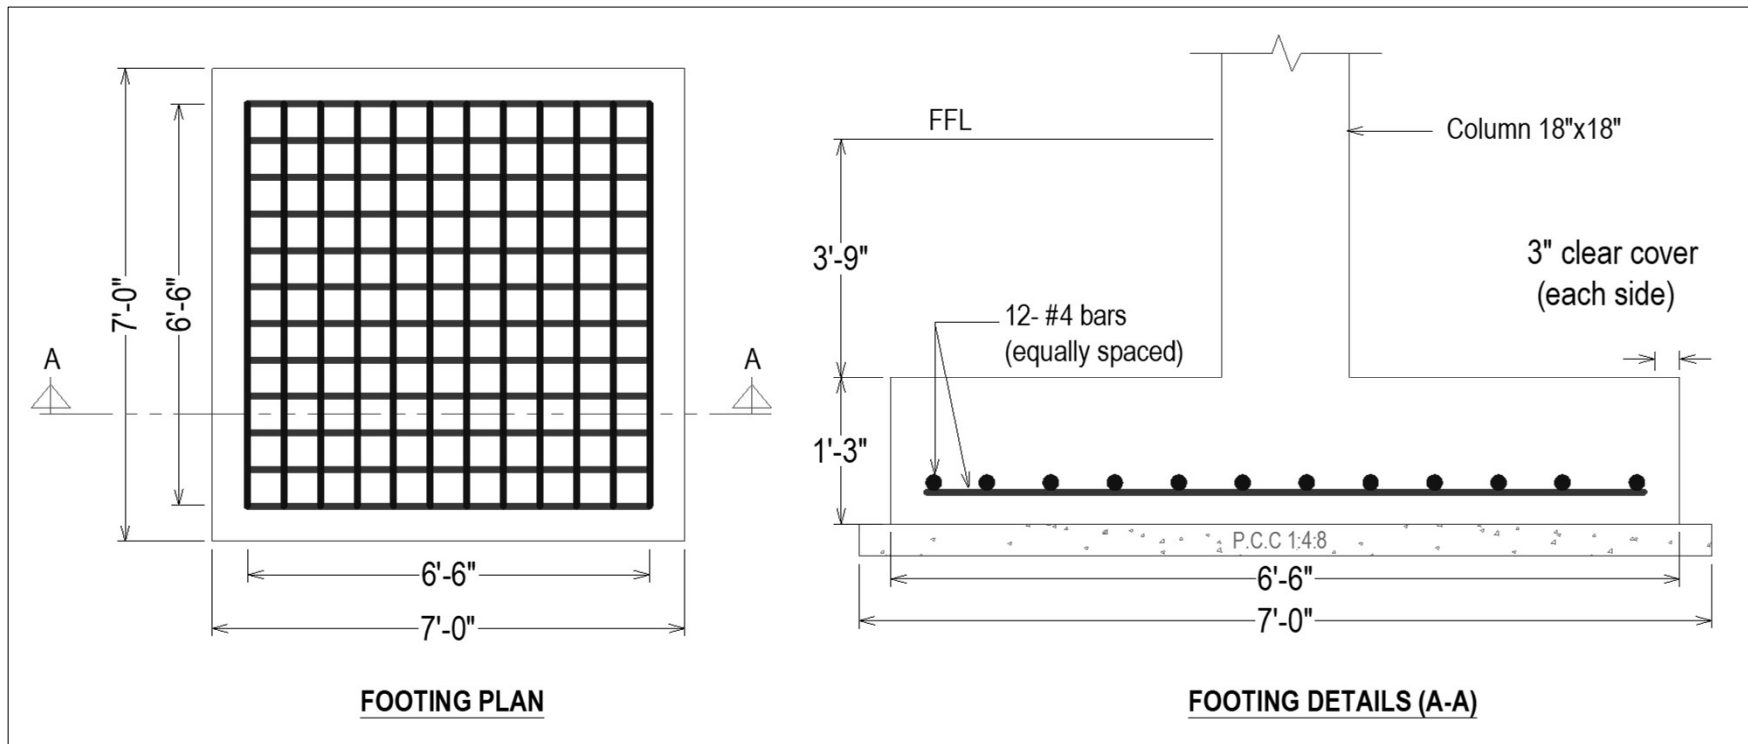 7'-0"
6'-6"
A
A
6'-6"
7'-0"
FOOTING PLAN
FFL
Column 18"x18"
3'-9"
3" clear cover
(each side)
12- #4 bars
(equally spaced)
1'-3"
P.C.C 1:4:8
6'-6"
7'-0"
FOOTING DETAILS (A-A)